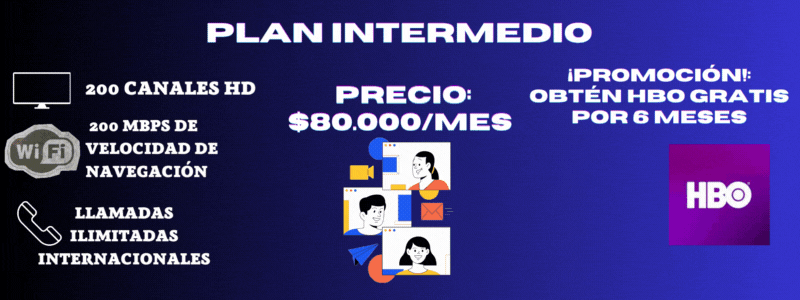 PLAN INTERMEDIO
200 CANALES HD
WiFi
200 MBPS DE
VELOCIDAD DE
NAVEGACIÓN
LLAMADAS
ILIMITADAS
INTERNACIONALES
PRECIO:
$80.000/MES
¡PROMOCIÓN!:
OBTÉN HBO GRATIS
POR 6 MESES
HBO